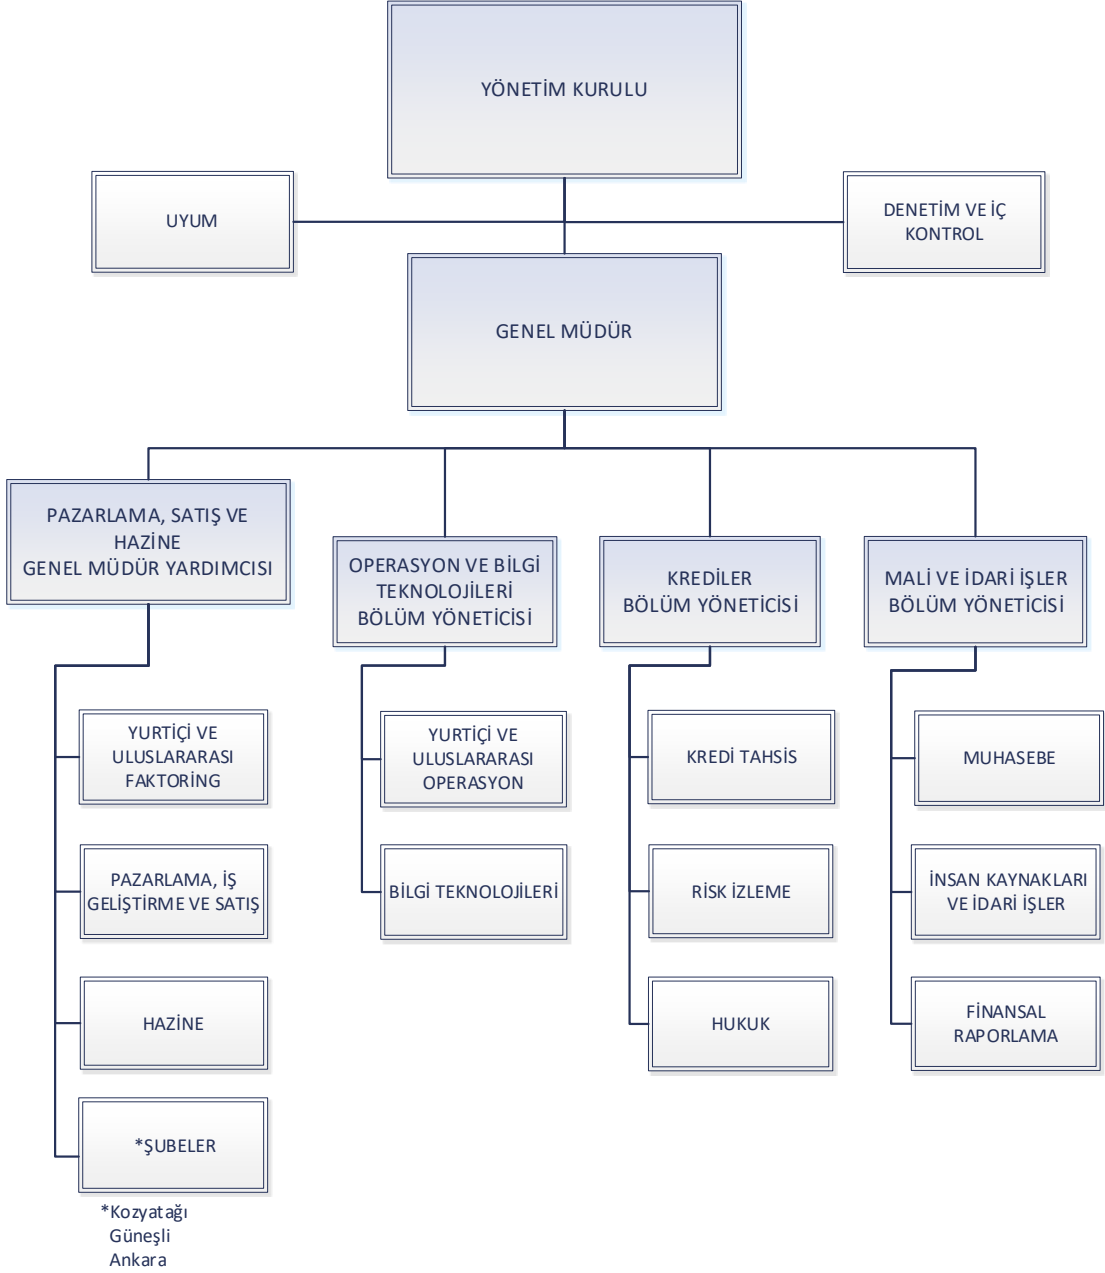 YÖNETİM KURULU
UYUM
DENETİM VE İÇ
KONTROL
GENEL MÜDÜR
PAZARLAMA, SATIŞ VE
HAZİNE
GENEL MÜDÜR YARDIMCISI
OPERASYON VE BİLGİ
TEKNOLOJİLERİ
BÖLÜM YÖNETİCİSİ
KREDİLER
BÖLÜM YÖNETİCİSİ
MALİ VE İDARİ İŞLER
BÖLÜM YÖNETİCİSİ
YURTİÇİ VE
ULUSLARARASI
FAKTORİNG
YURTİÇİ VE
ULUSLARARASI
OPERASYON
KREDİ TAHSİS
MUHASEBE
PAZARLAMA, İŞ
GELİŞTİRME VE SATIŞ
BİLGİ TEKNOLOJİLERİ
RİSK İZLEME
İNSAN KAYNAKLARI
VE İDARİ İŞLER
HAZİNE
HUKUK
FİNANSAL
RAPORLAMA
*ŞUBELER
*Kozyatağı
Güneşli
Ankara